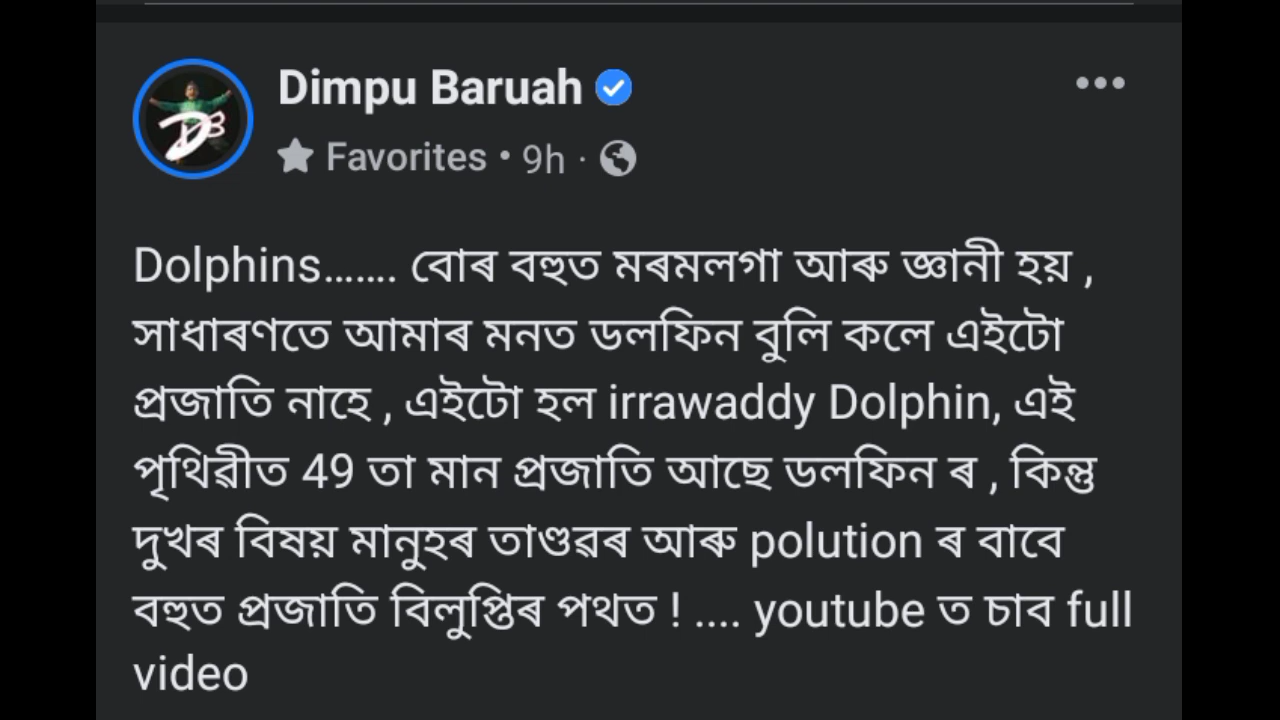 Dimpu Baruah
Favorites • 9h ·
Dolphins....... বোৰ বহুত মৰমলগা আৰু জ্ঞানী হয় ,
সাধাৰণতে আমাৰ মনত ডলফিন বুলি কলে এইটো
প্ৰজাতি নাহে , এইটো হল irrawaddy Dolphin, এই
পৃথিৱীত 49 তা মান প্ৰজাতি আছে ডলফিন ৰ , কিন্তু
দুখৰ বিষয় মানুহৰ তাণ্ডৱৰ আৰু polution ৰ বাবে
বহুত প্ৰজাতি বিলুপ্তিৰ পথত ! .... youtube ত চাব full
video